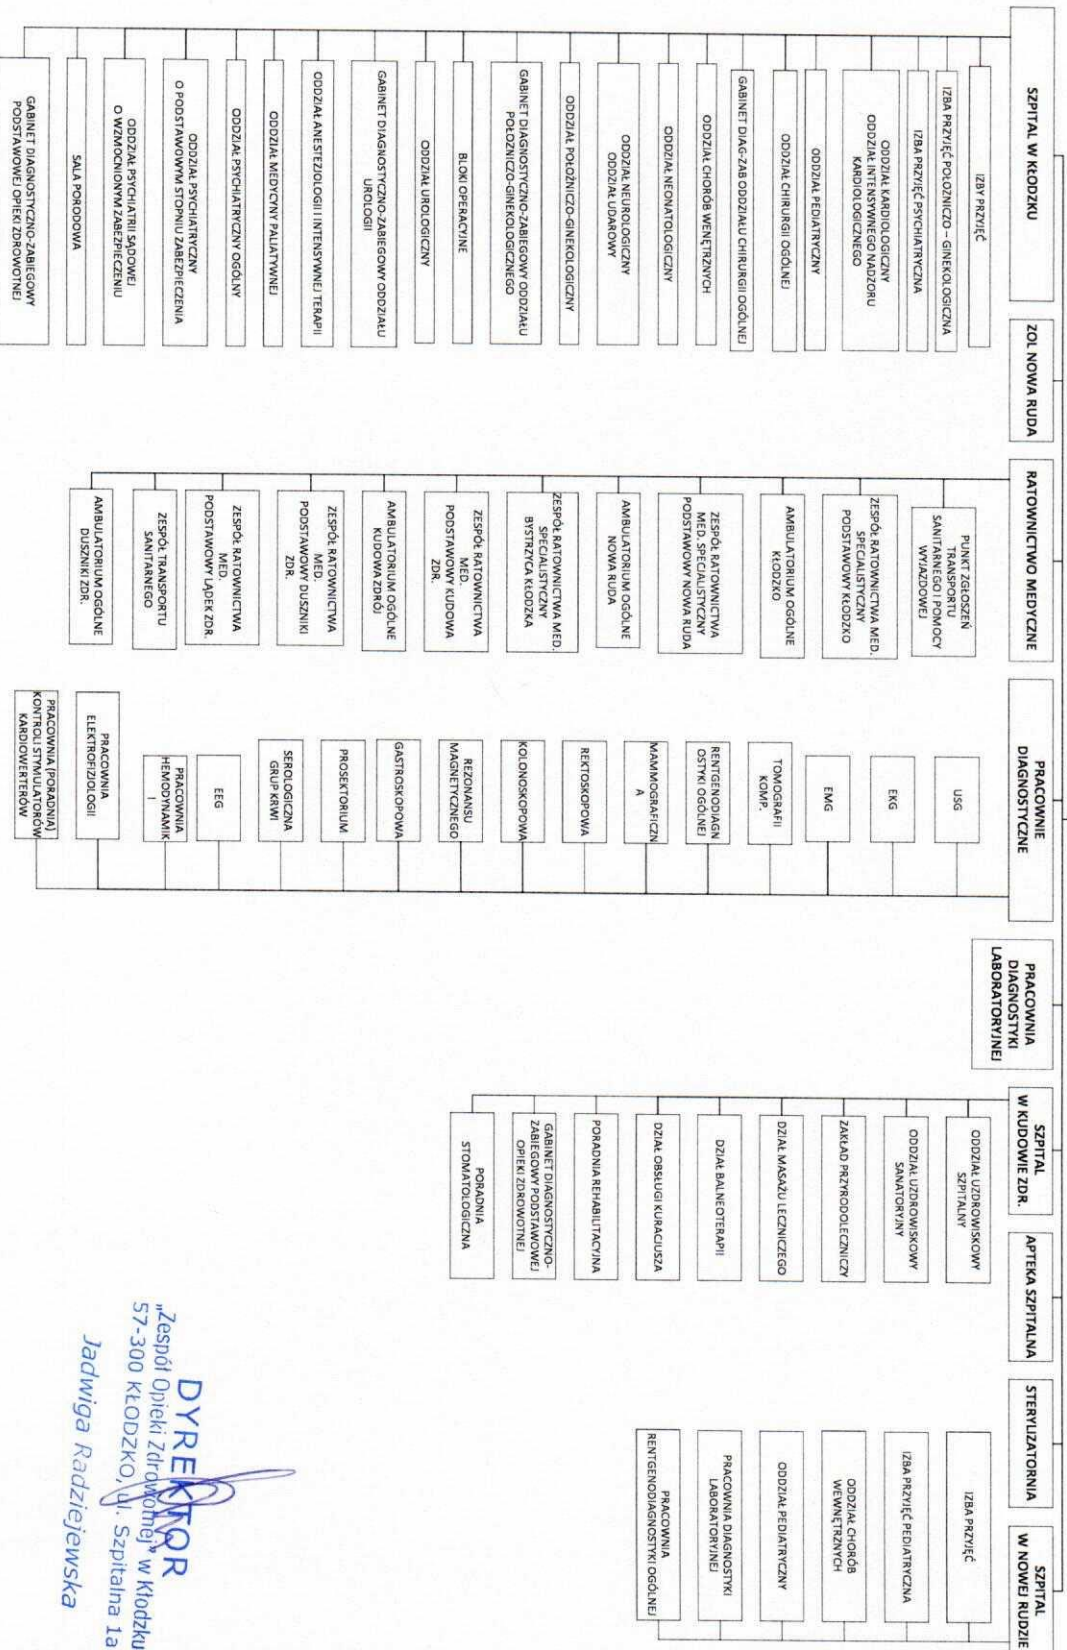 SZPITAL W KŁODZKU
IZBY PRZYJĘĆ
IZBA PRZYJĘĆ POŁOŻNICZO – GINEKOLOGICZNA
IZBA PRZYJĘĆ PSYCHIATRYCZNA
ODDZIAŁ KARDIOLOGICZNY
ODDZIAŁ INTENSYWNEGO NADZORU
KARDIOLOGICZNEGO
ODDZIAŁ PEDIATRYCZNY
ODDZIAŁ CHIRURGII OGÓLNEJ
GABINET DIAG-ZAB ODDZIAŁU CHIRURGII OGÓLNEJ
ODDZIAŁ CHORÓB WENĘTRZNYCH
ODDZIAŁ NEONATOLOGICZNY
ODDZIAŁ NEUROLOGICZNY
ODDZIAŁ UDAROWY
ODDZIAŁ POŁOŻNICZO-GINEKOLOGICZNY
GABINET DIAGNOSTYCZNO-ZABIEGOWY ODDZIAŁU
POŁOŻNICZO-GINEKOLOGICZNEGO
BLOKI OPERACYJNE
ODDZIAŁ UROLOGICZNY
GABINET DIAGNOSTYCZNO-ZABIEGOWY ODDZIAŁU
UROLOGII
ODDZIAŁ ANESTEZJOLOGII I INTENSYWNEJ TERAPII
ODDZIAŁ MEDYCYNY PALIATYWNEJ
ODDZIAŁ PSYCHIATRYCZNY OGÓLNY
ODDZIAŁ PSYCHIATRYCZNY
O PODSTAWOWYM STOPNIU ZABEZPIECZENIA
ODDZIAŁ PSYCHIATRII SĄDOWEJ
O WZMOCNIONYM ZABEZPIECZENIU
SALA PORODOWA
GABINET DIAGNOSTYCZNO-ZABIEGOWY
PODSTAWOWEJ OPIEKI ZDROWOTNEJ
ZOL NOWA RUDA
RATOWNICTWO MEDYCZNE
PUNKT ZGŁOSZEŃ
TRANSPORTU
SANITARNEGO I POMOCY
WYJAZDOWEJ
ZESPÓŁ RATOWNICTWA MED.
SPECJALISTYCZNY
PODSTAWOWY KŁODZKO
AMBULATORIUM OGÓLNE
KŁODZKO
ZESPÓŁ RATOWNICTWA
MED. SPECJALISTYCZNY
PODSTAWOWY NOWA RUDA
AMBULATORIUM OGÓLNE
NOWA RUDA
ZESPÓŁ RATOWNICTWA MED.
SPECJALISTYCZNY
BYSTRZYCA KŁODZKA
ZESPÓŁ RATOWNICTWA
MED.
PODSTAWOWY KUDOWA
ZDR.
AMBULATORIUM OGÓLNE
KUDOWA ZDRÓJ
ZESPÓŁ RATOWNICTWA
MED.
PODSTAWOWY DUSZNIKI
ZDR.
ZESPÓŁ RATOWNICTWA
MED.
PODSTAWOWY LĄDEK ZDR.
ZESPÓŁ TRANSPORTU
SANITARNEGO
AMBULATORIUM OGÓLNE
DUSZNIKI ZDR.
PRACOWNIE
DIAGNOSTYCZNE
USG
EKG
EMG
TOMOGRAFII
KOMP.
RENTGENODIAGN
OSTYKI OGÓLNEJ
MAMMOGRAFICZN
A
REKTOSKOPOWA
KOLONOSKOPOWA
REZONANSU
MAGNETYCZNEGO
GASTROSKOPOWA
PROSEKTORIUM
SEROLOGICZNA
GRUP KRWI
EEG
PRACOWNIA
HEMODYNAMIK
I
PRACOWNIA
ELEKTROFIZJOLOGII
PRACOWNIA (PORADNIA)
KONTROLI STYMULATORÓW
KARDIOWERTERÓW
PRACOWNIA
DIAGNOSTYKI
LABORATORYJNEJ
SZPITAL
W KUDOWIE ZDR.
ODDZIAŁ UZDROWISKOWY
SZPITALNY
ODDZIAŁ UZDROWISKOWY
SANATORYJNY
ZAKŁAD PRZYRODOLECZNICZY
DZIAŁ MASAŻU LECZNICZEGO
DZIAŁ BALNEOTERAPII
DZIAŁ OBSŁUGI KURACJUSZA
PORADNIA REHABILITACYJNA
GABINET DIAGNOSTYCZNO-
ZABIEGOWY PODSTAWOWEJ
OPIEKI ZDROWOTNEJ
PORADNIA
STOMATOLOGICZNA
APTEKA SZPITALNA
STERYLIZATORNIA
SZPITAL
W NOWEJ RUDZIE
IZBA PRZYJĘĆ
IZBA PRZYJĘĆ PEDIATRYCZNA
ODDZIAŁ CHORÓB
WEWNĘTRZNYCH
ODDZIAŁ PEDIATRYCZNY
PRACOWNIA DIAGNOSTYKI
LABORATORYJNEJ
PRACOWNIA
RENTGENODIAGNOSTYKI OGÓLNEJ
DYREKTOR
„Zespół Opieki Zdrowotnej" w Kłodzku
57-300 KŁODZKO, ul. Szpitalna 1a
Jadwiga Radziejewska